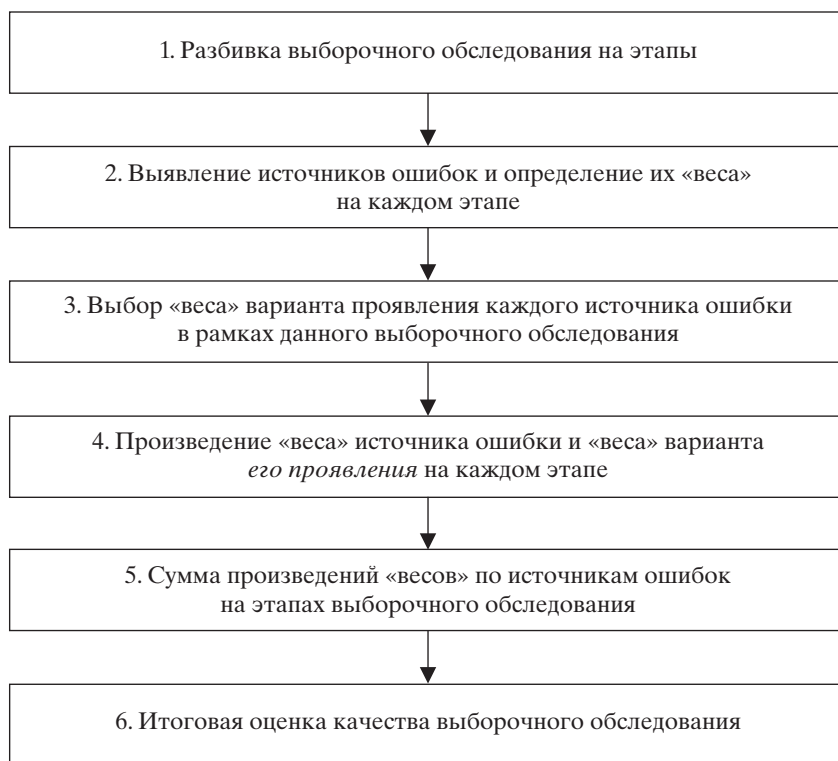 1. Разбивка выборочного обследования на этапы
2. Выявление источников ошибок и определение их «веса»
на каждом этапе
3. Выбор «веса» варианта проявления каждого источника ошибки
в рамках данного выборочного обследования
4. Произведение «веса» источника ошибки и «веса» варианта
его проявления на каждом этапе
5. Сумма произведений «весов» по источникам ошибок
на этапах выборочного обследования
6. Итоговая оценка качества выборочного обследования